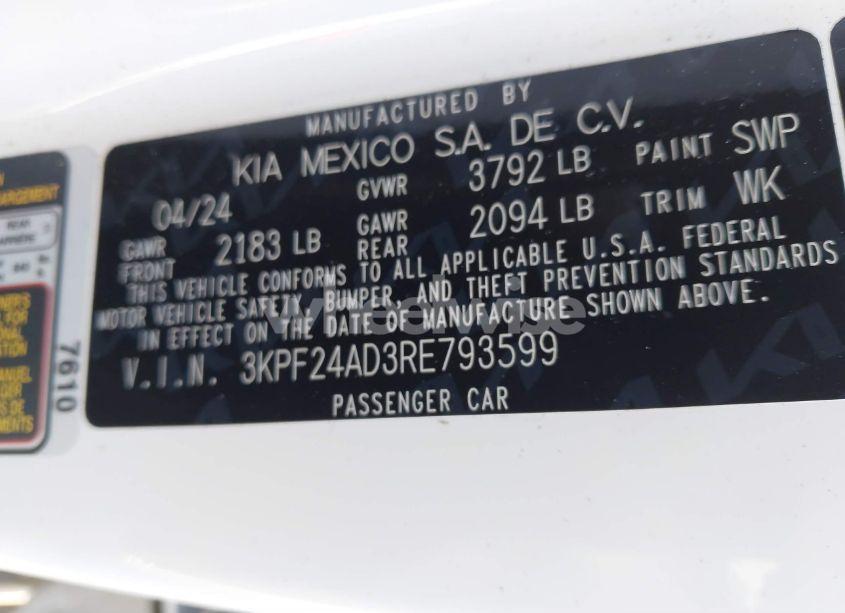 MANUFACTURED BY
KIA MEXICO S.A. DE C.V.
04/24 GVWR 3792 LB PAINT SWP
GAWR FRONT 2183 LB GAWR REAR 2094 LB TRIM WK
THIS VEHICLE CONFORMS TO ALL APPLICABLE U.S.A. FEDERAL
MOTOR VEHICLE SAFETY, BUMPER, AND THEFT PREVENTION STANDARDS
IN EFFECT ON THE DATE OF MANUFACTURE SHOWN ABOVE.
V.I.N. 3KPF24AD3RE793599
PASSENGER CAR
7610
REAR